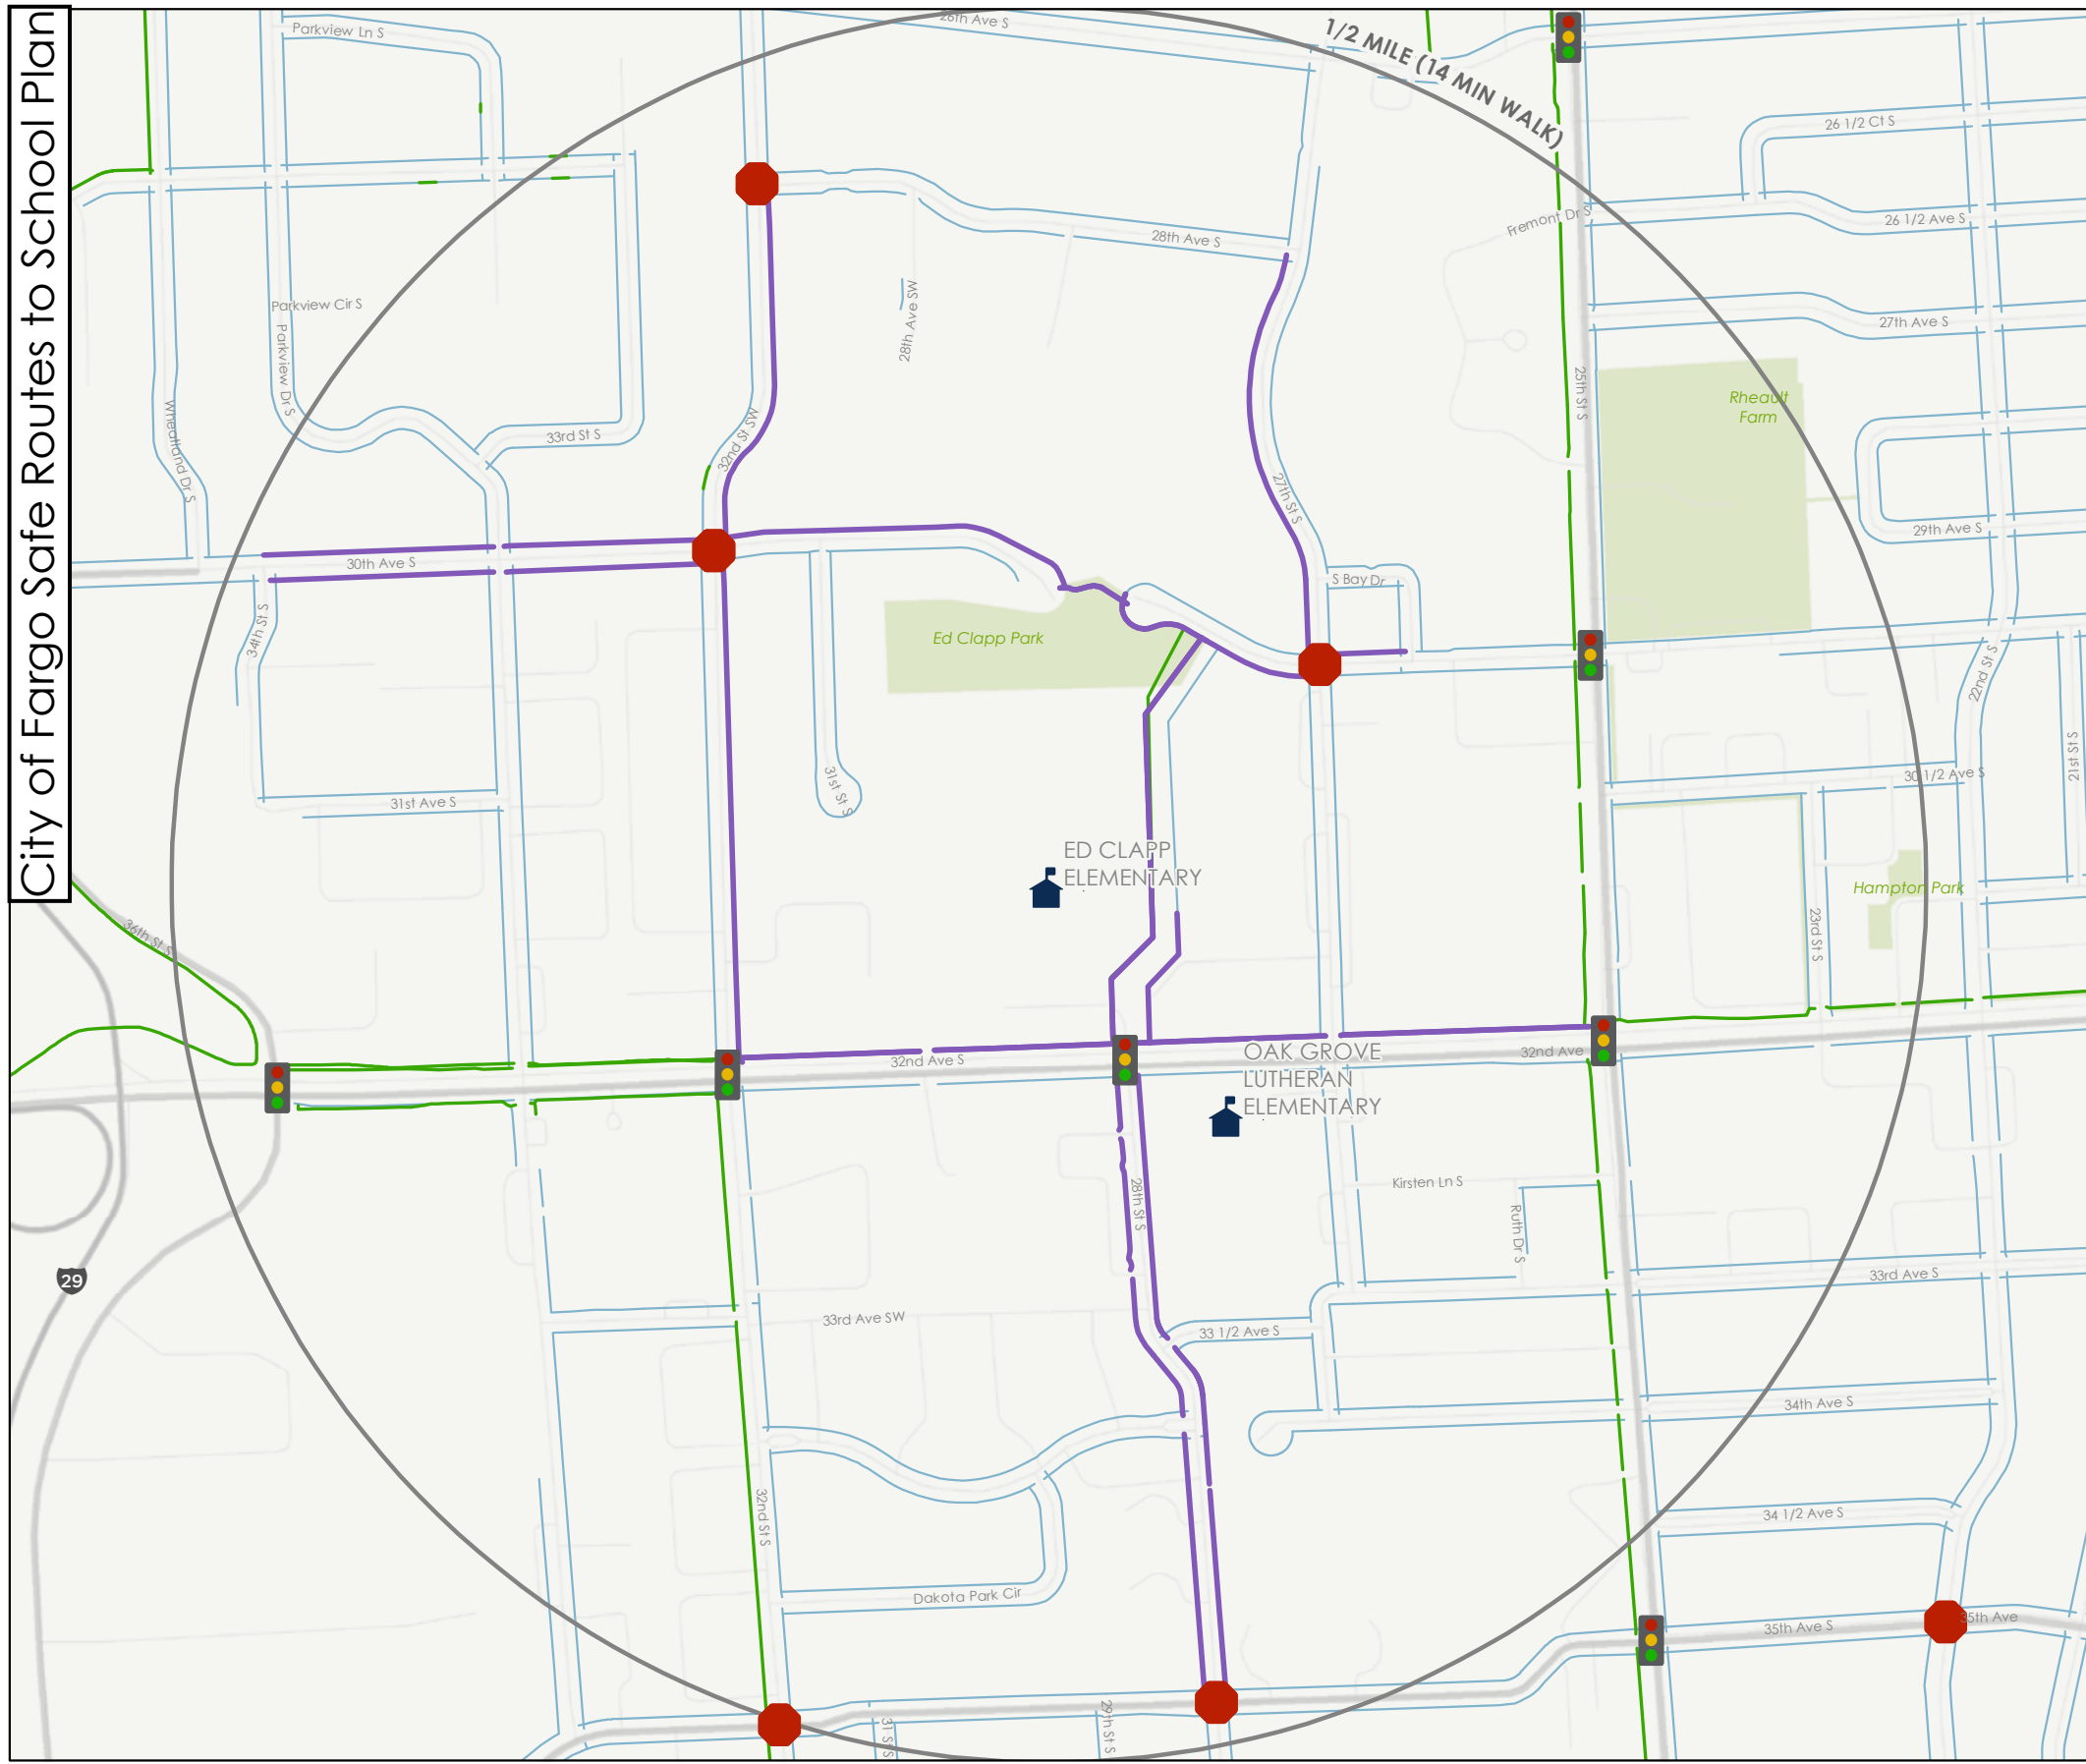 City of Fargo Safe Routes to School Plan
Parkview Ln S
26th Ave S
1/2 MILE (14 MIN WALK)
26 1/2 Ct S
Fremont Dr S
26 1/2 Ave S
28th Ave S
Parkview Cir S
28th Ave SW
27th Ave S
Parkview Dr S
25th St S
Rheault
Farm
Wheatland Dr S
33rd St S
32nd St SW
27th St S
29th Ave S
30th Ave S
S Bay Dr
34th St S
Ed Clapp Park
22nd St S
21st St S
30 1/2 Ave S
31st St S
31st Ave S
ED CLAPP
ELEMENTARY
Hampton Park
36th St S
23rd St S
32nd Ave S
32nd Ave
OAK GROVE
LUTHERAN
ELEMENTARY
28th St S
Kirsten Ln S
Ruth Dr S
29
33rd Ave S
33rd Ave SW
33 1/2 Ave S
34th Ave S
32nd St S
34 1/2 Ave S
Dakota Park Cir
35th Ave S
35th Ave
31 St S
29th St S